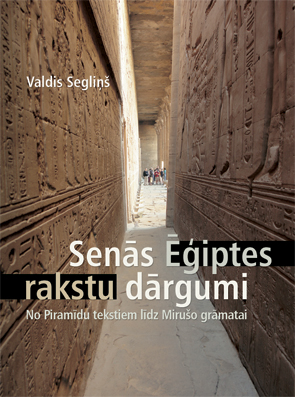 Valdis Segliņš
Senās Ēģiptes
rakstu dārgumi
No Piramīdu tekstiem līdz Mirušo grāmatai